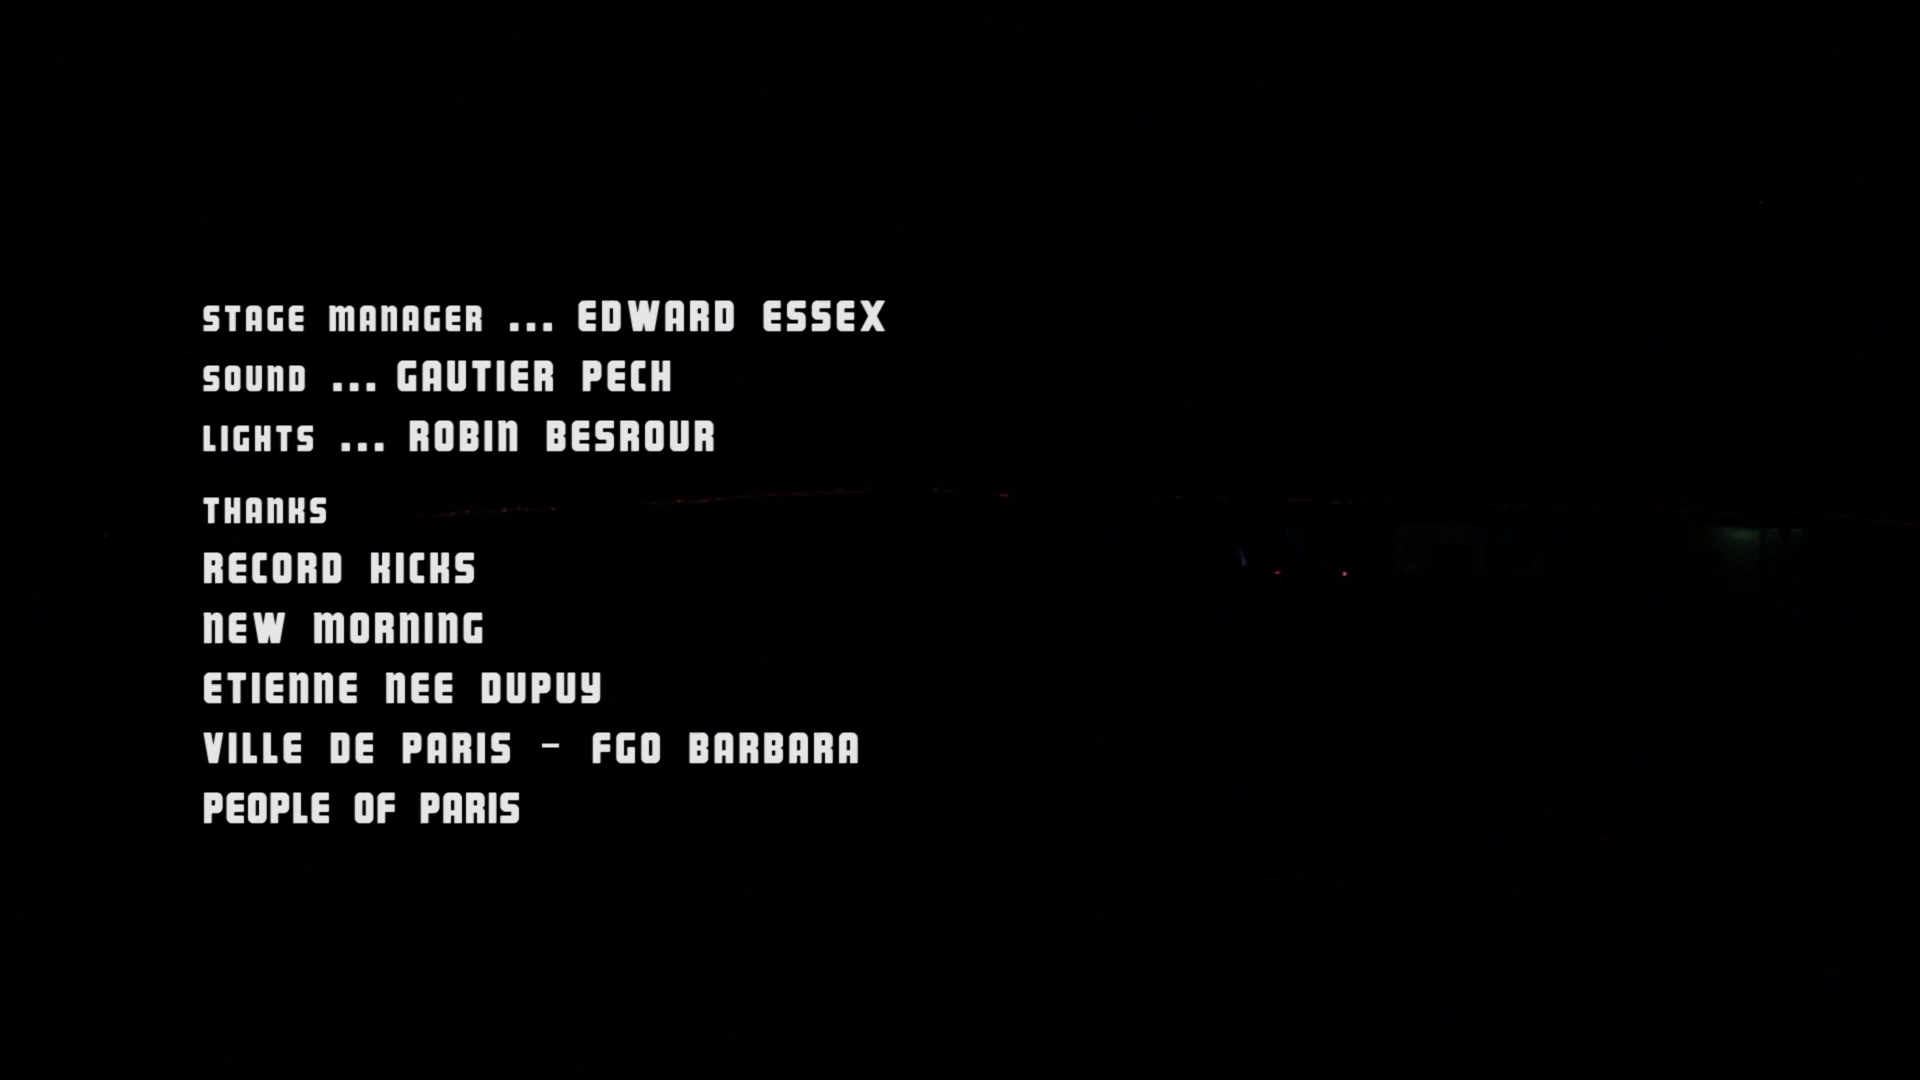 STAGE MANAGER ... EDWARD ESSEX
SOUND ... GAUTIER PECH
LIGHTS ... ROBIN BESROUR
THANKS
RECORD KICKS
NEW MORNING
ETIENNE NEE DUPUY
VILLE DE PARIS - FGO BARBARA
PEOPLE OF PARIS